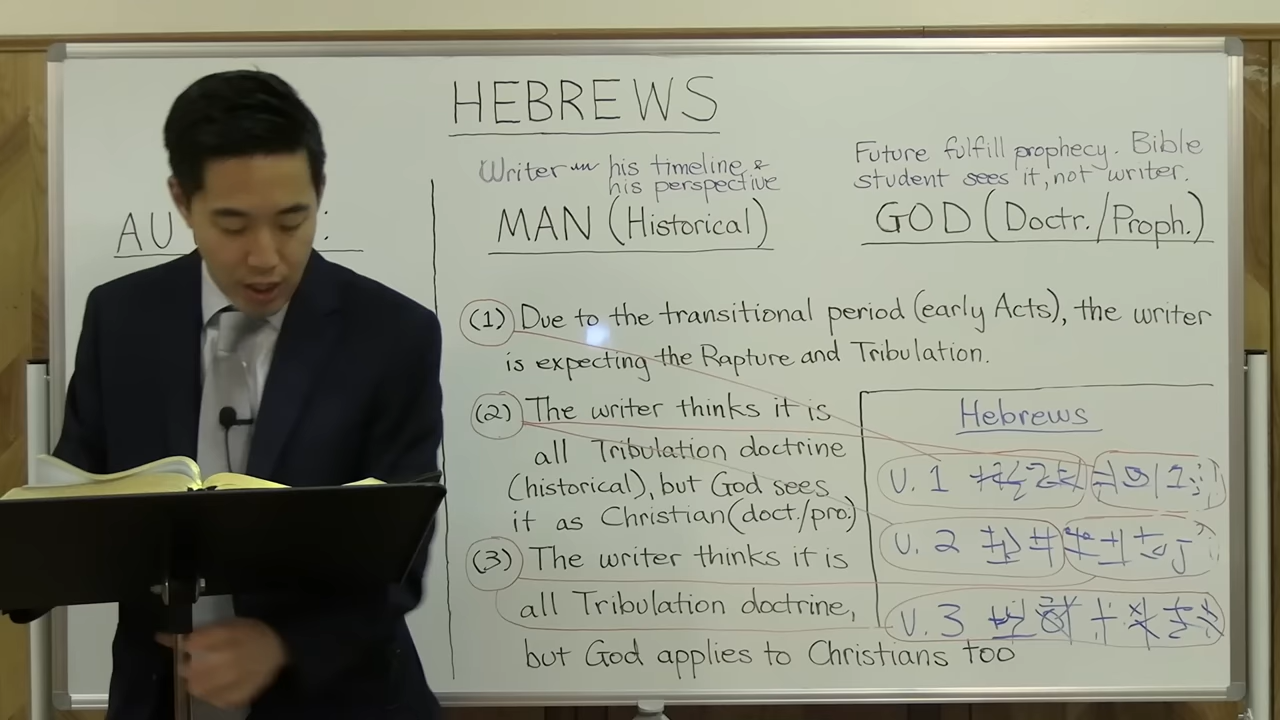 HEBREWS
AU :
Writer in his timeline &
his perspective
MAN (Historical)
Future fulfill prophecy. Bible
student sees it, not writer.
GOD (Doctr./Proph.)
(1) Due to the transitional period (early Acts), the writer
is expecting the Rapture and Tribulation.
(2) The writer thinks it is
all Tribulation doctrine
(historical), but God sees
it as Christian (doct./pro.)
(3) The writer thinks it is
all Tribulation doctrine,
but God applies to Christians too
Hebrews
V. 1
V. 2
V. 3